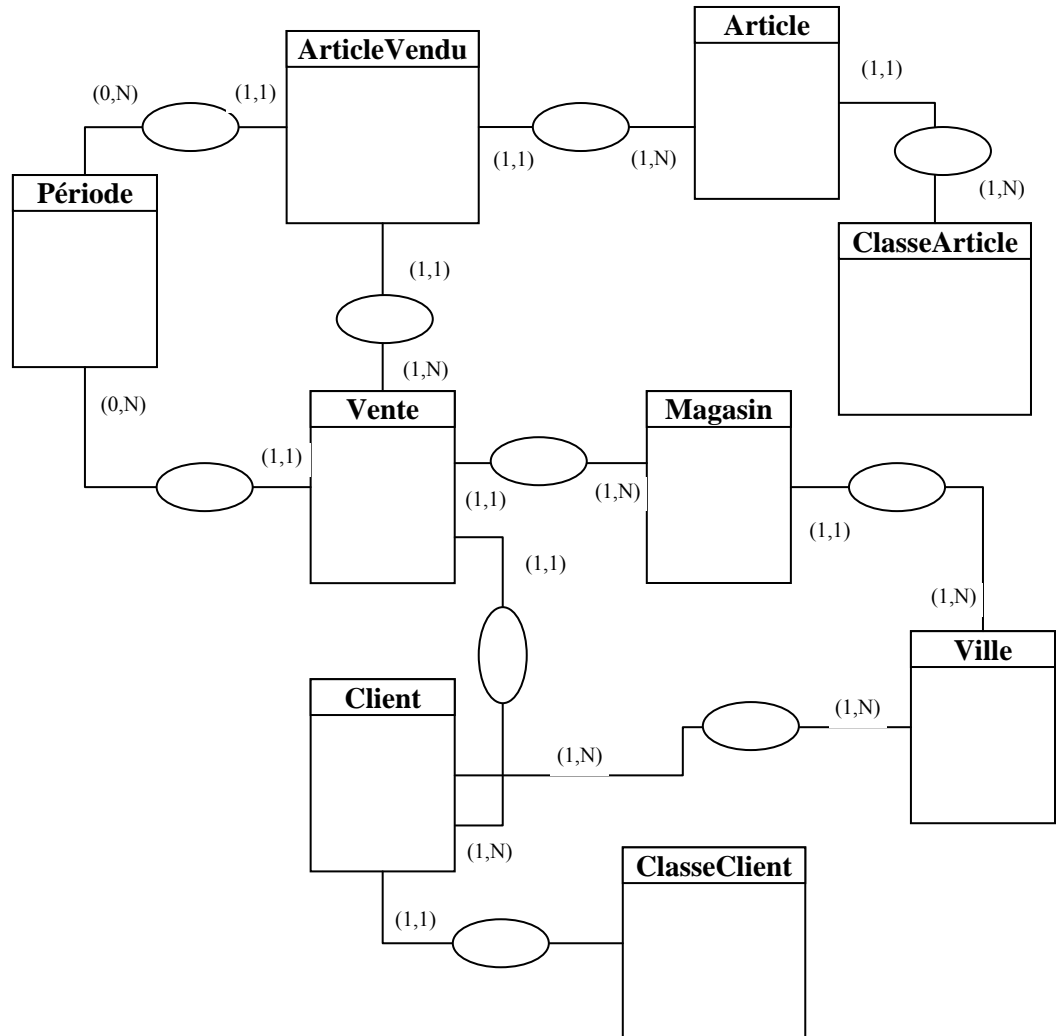 Article
ArticleVendu
(1,1)
(0,N)
(1,1)
(1,1)
(1,N)
(1,N)
Période
ClasseArticle
(1,1)
(1,N)
(0,N)
Vente
Magasin
(1,1)
(1,1)
(1,N)
(1,1)
(1,1)
(1,N)
Ville
Client
(1,N)
(1,N)
(1,N)
ClasseClient
(1,1)